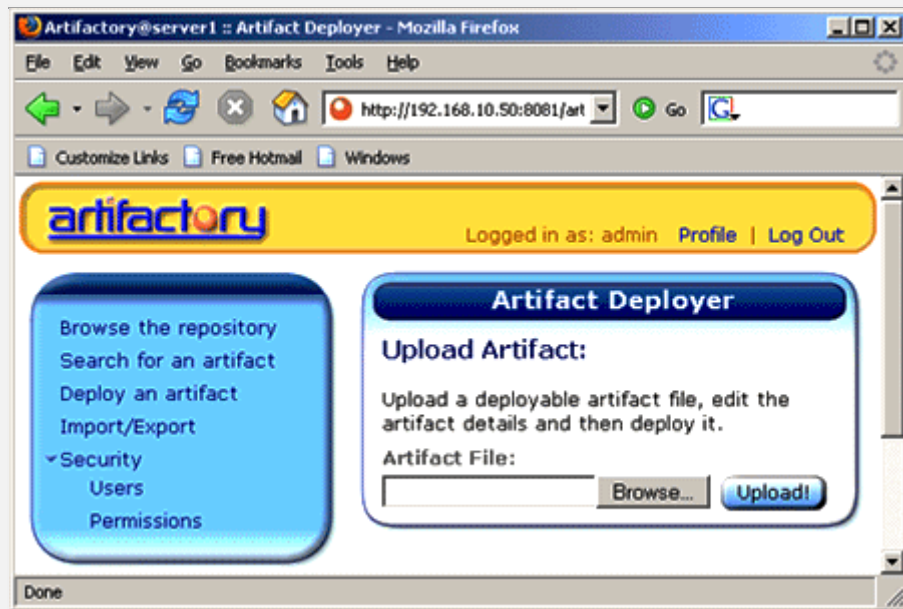 Artifactory@server1 :: Artifact Deployer - Mozilla Firefox
File Edit View Go Bookmarks Tools Help
http://192.168.10.50:8081/art Go G
Customize Links Free Hotmail Windows
artifactory
Logged in as: admin Profile | Log Out
Browse the repository
Search for an artifact
Deploy an artifact
Import/Export
Security
Users
Permissions
Artifact Deployer
Upload Artifact:
Upload a deployable artifact file, edit the
artifact details and then deploy it.
Artifact File:
Browse... Upload!
Done